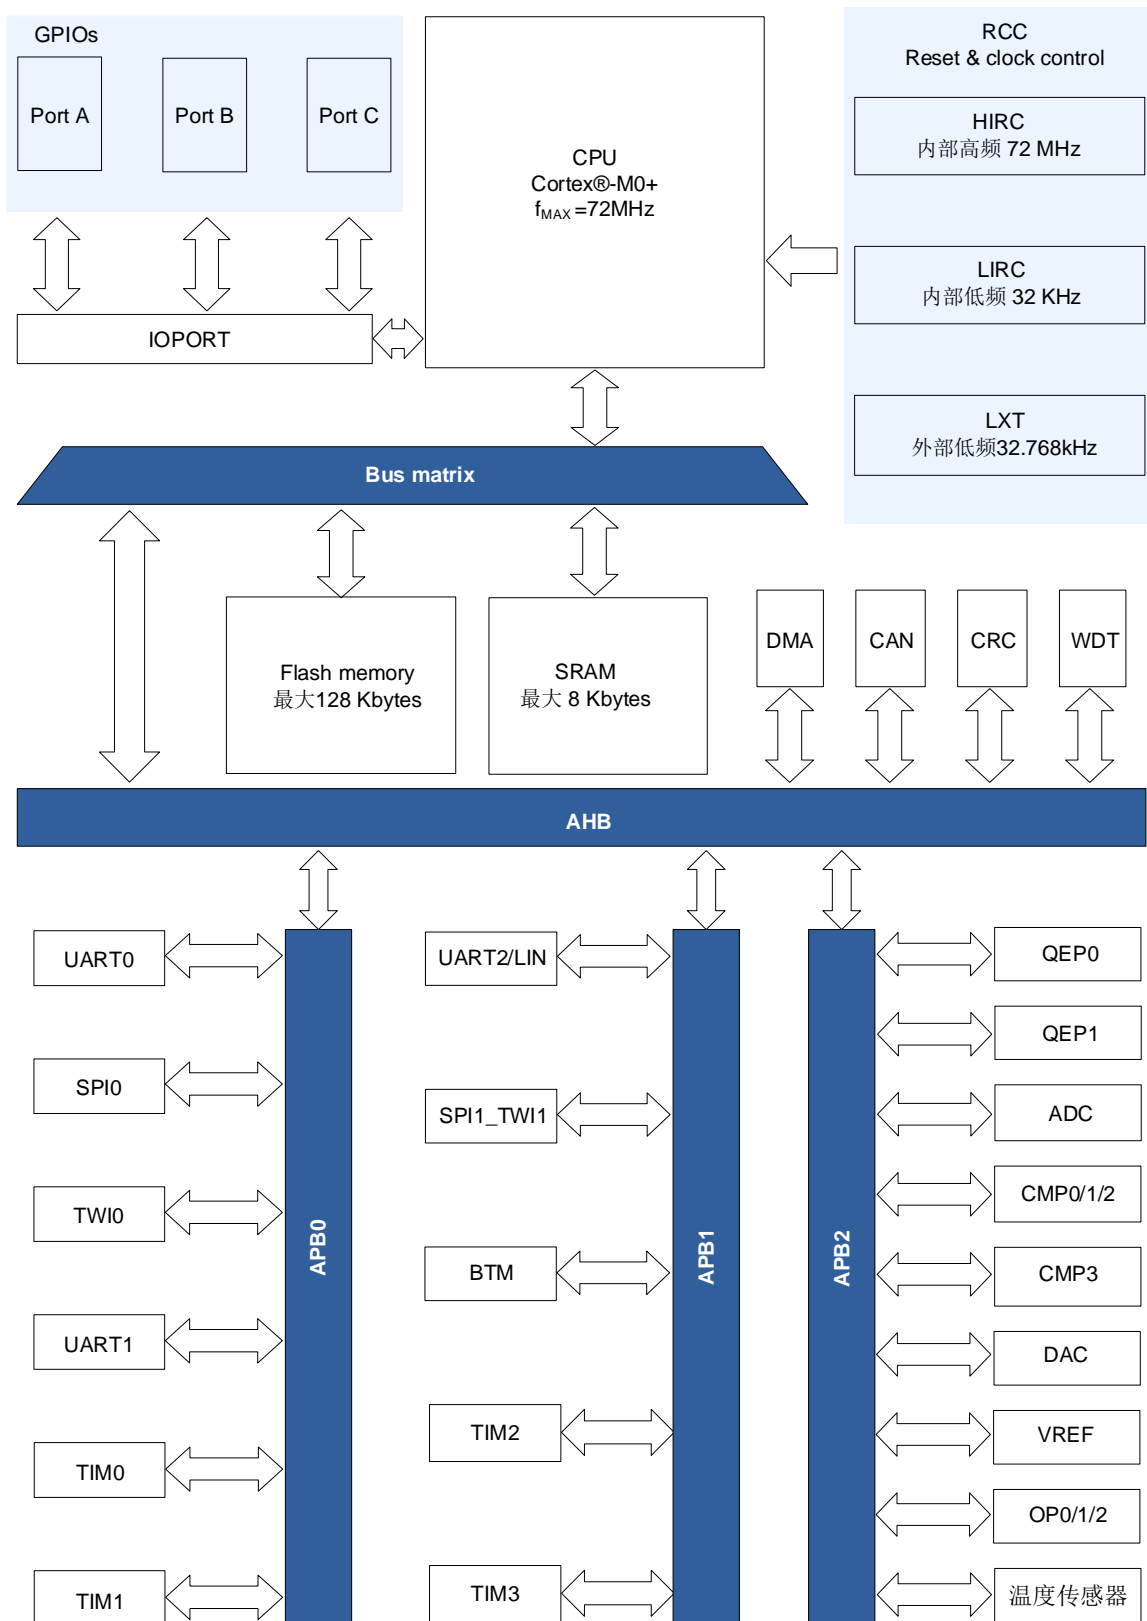 GPIOs
Port A
Port B
Port C
IOPORT
CPU
Cortex®-M0+
fMAX =72MHz
RCC
Reset & clock control
HIRC
内部高频 72 MHz
LIRC
内部低频 32 KHz
LXT
外部低频32.768kHz
Bus matrix
Flash memory
最大128 Kbytes
SRAM
最大 8 Kbytes
DMA
CAN
CRC
WDT
AHB
UART0
SPI0
TWI0
UART1
TIM0
TIM1
APB0
UART2/LIN
SPI1_TWI1
BTM
TIM2
TIM3
APB1
APB2
QEP0
QEP1
ADC
CMP0/1/2
CMP3
DAC
VREF
OP0/1/2
温度传感器